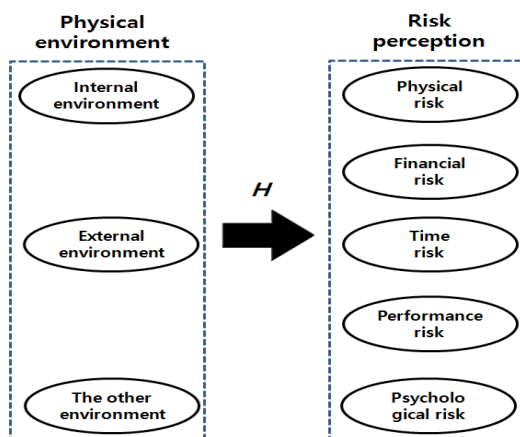 Physical
environment
Internal
environment
External
environment
The other
environment
H
Risk
perception
Physical
risk
Financial
risk
Time
risk
Performance
risk
Psycholo
gical risk